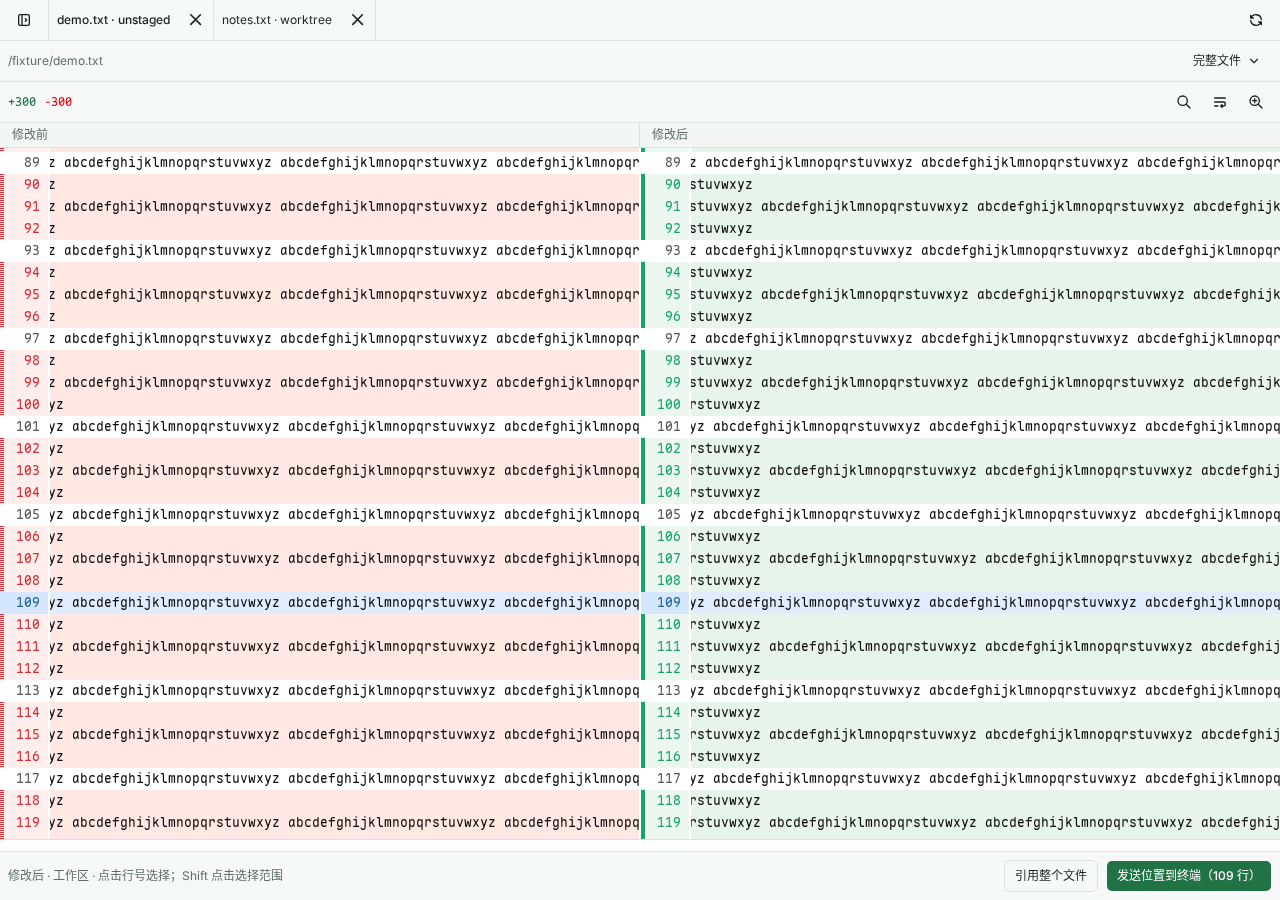 demo.txt · unstaged
notes.txt · worktree
/fixture/demo.txt
完整文件
+300 -300
修改前
修改后
89 z abcdefghijklmnopqrstuvwxyz abcdefghijklmnopqrstuvwxyz abcdefghijklmnopqr 89 z abcdefghijklmnopqrstuvwxyz abcdefghijklmnopqrstuvwxyz abcdefghijklmnopqr
90 z 90 stuvwxyz
91 z abcdefghijklmnopqrstuvwxyz abcdefghijklmnopqrstuvwxyz abcdefghijklmnopqr 91 stuvwxyz abcdefghijklmnopqrstuvwxyz abcdefghijklmnopqrstuvwxyz abcdefghijk
92 z 92 stuvwxyz
93 z abcdefghijklmnopqrstuvwxyz abcdefghijklmnopqrstuvwxyz abcdefghijklmnopqr 93 z abcdefghijklmnopqrstuvwxyz abcdefghijklmnopqrstuvwxyz abcdefghijklmnopqr
94 z 94 stuvwxyz
95 z abcdefghijklmnopqrstuvwxyz abcdefghijklmnopqrstuvwxyz abcdefghijklmnopqr 95 stuvwxyz abcdefghijklmnopqrstuvwxyz abcdefghijklmnopqrstuvwxyz abcdefghijk
96 z 96 stuvwxyz
97 z abcdefghijklmnopqrstuvwxyz abcdefghijklmnopqrstuvwxyz abcdefghijklmnopqr 97 z abcdefghijklmnopqrstuvwxyz abcdefghijklmnopqrstuvwxyz abcdefghijklmnopqr
98 z 98 stuvwxyz
99 z abcdefghijklmnopqrstuvwxyz abcdefghijklmnopqrstuvwxyz abcdefghijklmnopqr 99 stuvwxyz abcdefghijklmnopqrstuvwxyz abcdefghijklmnopqrstuvwxyz abcdefghijk
100 yz 100 rstuvwxyz
101 yz abcdefghijklmnopqrstuvwxyz abcdefghijklmnopqrstuvwxyz abcdefghijklmnopq 101 yz abcdefghijklmnopqrstuvwxyz abcdefghijklmnopqrstuvwxyz abcdefghijklmnopq
102 yz 102 rstuvwxyz
103 yz abcdefghijklmnopqrstuvwxyz abcdefghijklmnopqrstuvwxyz abcdefghijklmnopq 103 rstuvwxyz abcdefghijklmnopqrstuvwxyz abcdefghijklmnopqrstuvwxyz abcdefghij
104 yz 104 rstuvwxyz
105 yz abcdefghijklmnopqrstuvwxyz abcdefghijklmnopqrstuvwxyz abcdefghijklmnopq 105 yz abcdefghijklmnopqrstuvwxyz abcdefghijklmnopqrstuvwxyz abcdefghijklmnopq
106 yz 106 rstuvwxyz
107 yz abcdefghijklmnopqrstuvwxyz abcdefghijklmnopqrstuvwxyz abcdefghijklmnopq 107 rstuvwxyz abcdefghijklmnopqrstuvwxyz abcdefghijklmnopqrstuvwxyz abcdefghij
108 yz 108 rstuvwxyz
109 yz abcdefghijklmnopqrstuvwxyz abcdefghijklmnopqrstuvwxyz abcdefghijklmnopq 109 yz abcdefghijklmnopqrstuvwxyz abcdefghijklmnopqrstuvwxyz abcdefghijklmnopq
110 yz 110 rstuvwxyz
111 yz abcdefghijklmnopqrstuvwxyz abcdefghijklmnopqrstuvwxyz abcdefghijklmnopq 111 rstuvwxyz abcdefghijklmnopqrstuvwxyz abcdefghijklmnopqrstuvwxyz abcdefghij
112 yz 112 rstuvwxyz
113 yz abcdefghijklmnopqrstuvwxyz abcdefghijklmnopqrstuvwxyz abcdefghijklmnopq 113 yz abcdefghijklmnopqrstuvwxyz abcdefghijklmnopqrstuvwxyz abcdefghijklmnopq
114 yz 114 rstuvwxyz
115 yz abcdefghijklmnopqrstuvwxyz abcdefghijklmnopqrstuvwxyz abcdefghijklmnopq 115 rstuvwxyz abcdefghijklmnopqrstuvwxyz abcdefghijklmnopqrstuvwxyz abcdefghij
116 yz 116 rstuvwxyz
117 yz abcdefghijklmnopqrstuvwxyz abcdefghijklmnopqrstuvwxyz abcdefghijklmnopq 117 yz abcdefghijklmnopqrstuvwxyz abcdefghijklmnopqrstuvwxyz abcdefghijklmnopq
118 yz 118 rstuvwxyz
119 yz abcdefghijklmnopqrstuvwxyz abcdefghijklmnopqrstuvwxyz abcdefghijklmnopq 119 rstuvwxyz abcdefghijklmnopqrstuvwxyz abcdefghijklmnopqrstuvwxyz abcdefghij
修改后 · 工作区 · 点击行号选择；Shift 点击选择范围
引用整个文件
发送位置到终端（109 行）